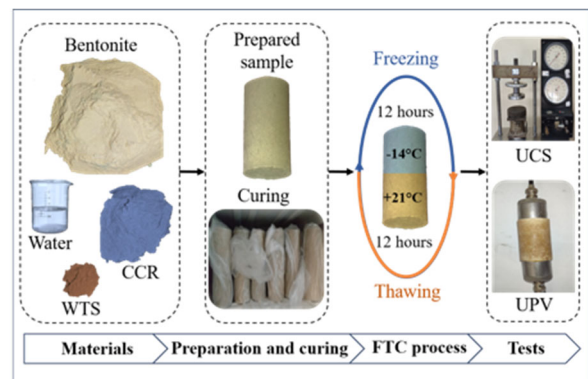 Bentonite
Water
CCR
WTS
Prepared
sample
Curing
Freezing
12 hours
-14°C
+21°C
12 hours
Thawing
UCS
UPV
Materials
Preparation and curing
FTC process
Tests